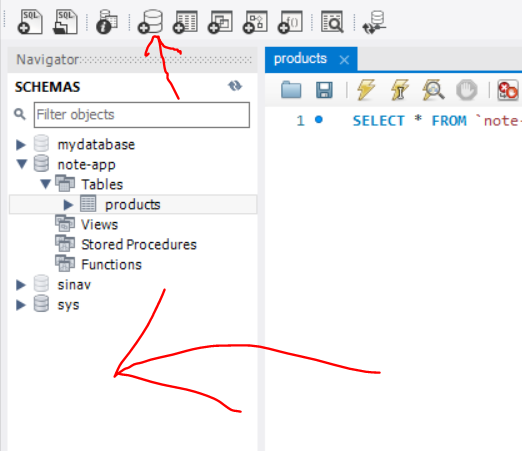 SQL
SQL
Navigator
products
SCHEMAS
Filter objects
1 SELECT * FROM `note-
mydatabase
note-app
Tables
products
Views
Stored Procedures
Functions
sinav
sys